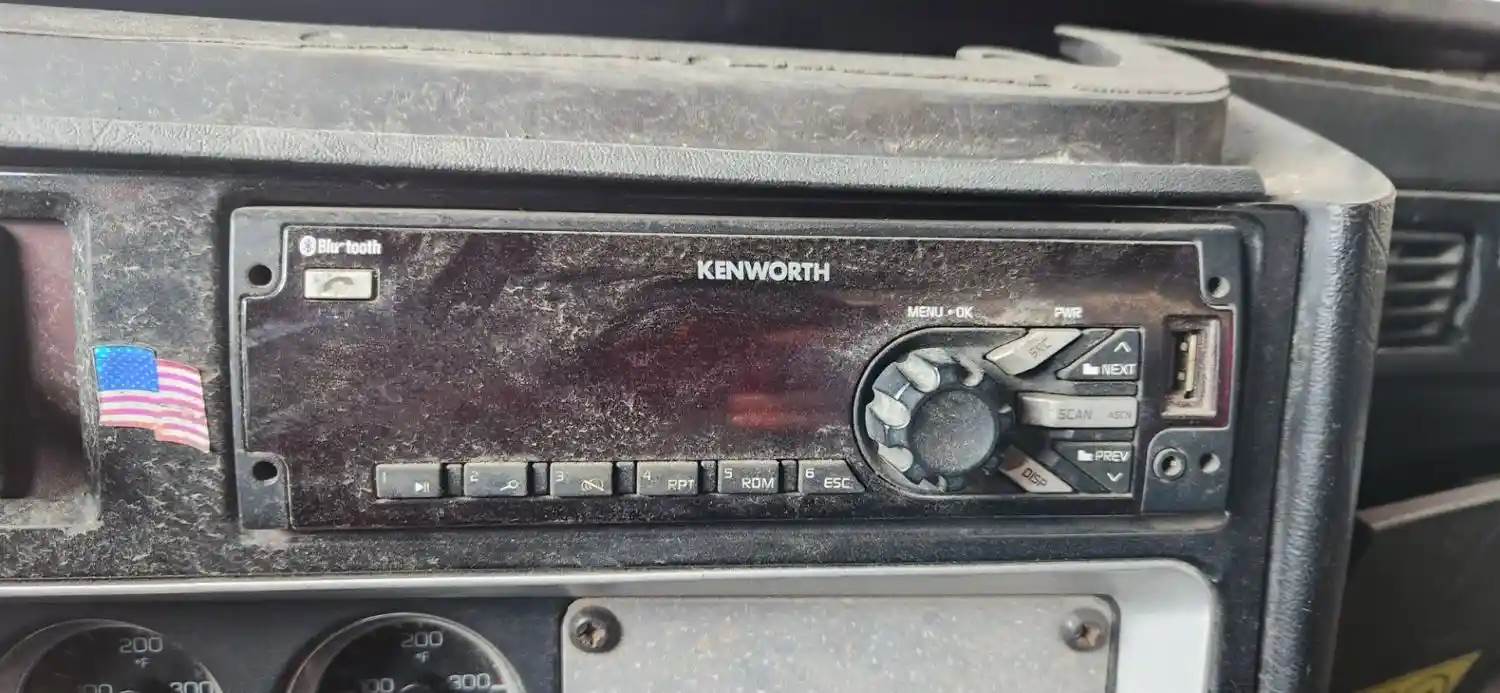 Bluetooth
KENWORTH
MENU • OK
PWR
SRC
NEXT
SCAN
ASCN
PREV
DISP
1
2
3
4 RPT
5 RDM
6 ESC
200
°F
300
200
°F
300